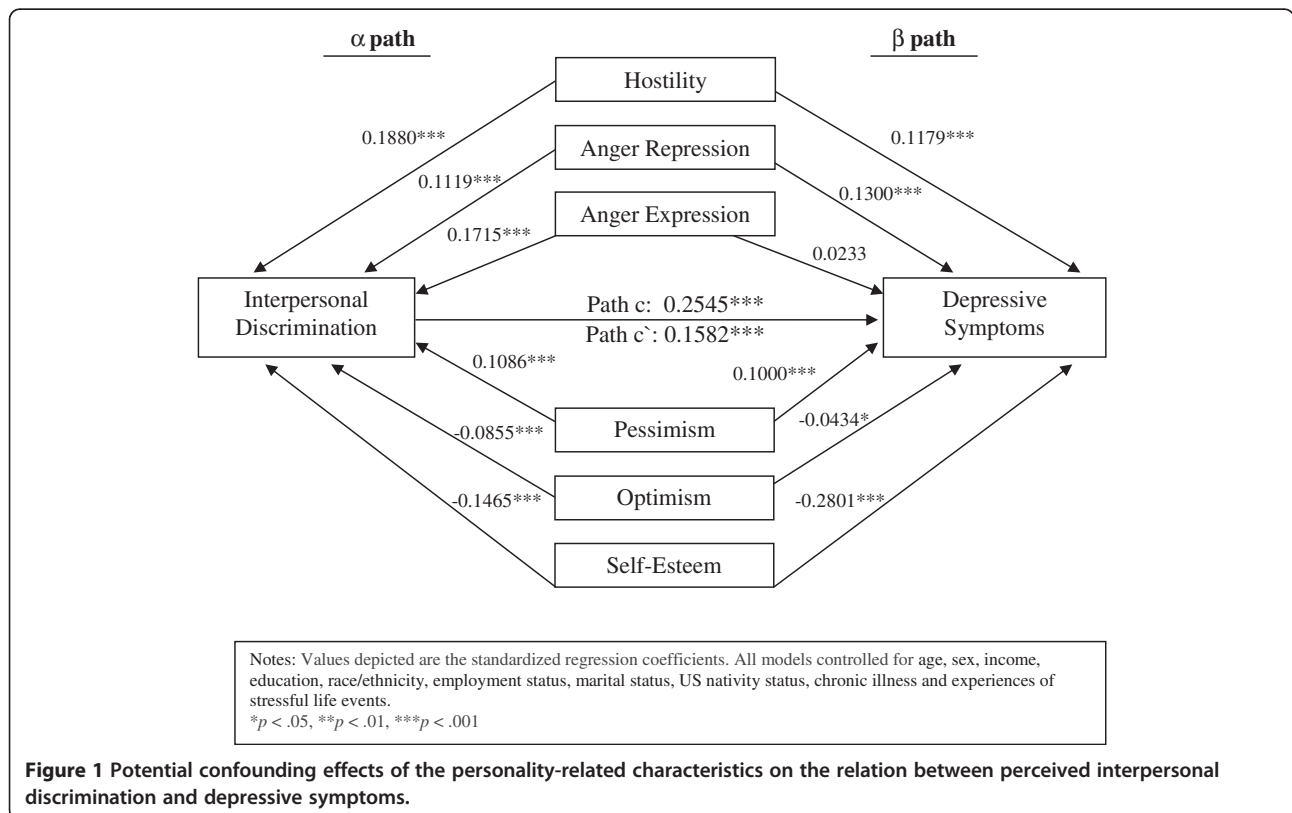 α path
β path
Hostility
0.1880***
0.1179***
Anger Repression
0.1119***
0.1300***
Anger Expression
0.1715***
0.0233
Interpersonal
Discrimination
Path c: 0.2545***
Path c`: 0.1582***
Depressive
Symptoms
0.1086***
0.1000***
Pessimism
-0.0855***
-0.0434*
Optimism
-0.1465***
-0.2801***
Self-Esteem
Notes: Values depicted are the standardized regression coefficients. All models controlled for age, sex, income,
education, race/ethnicity, employment status, marital status, US nativity status, chronic illness and experiences of
stressful life events.
*p < .05, **p < .01, ***p < .001
Figure 1 Potential confounding effects of the personality-related characteristics on the relation between perceived interpersonal
discrimination and depressive symptoms.